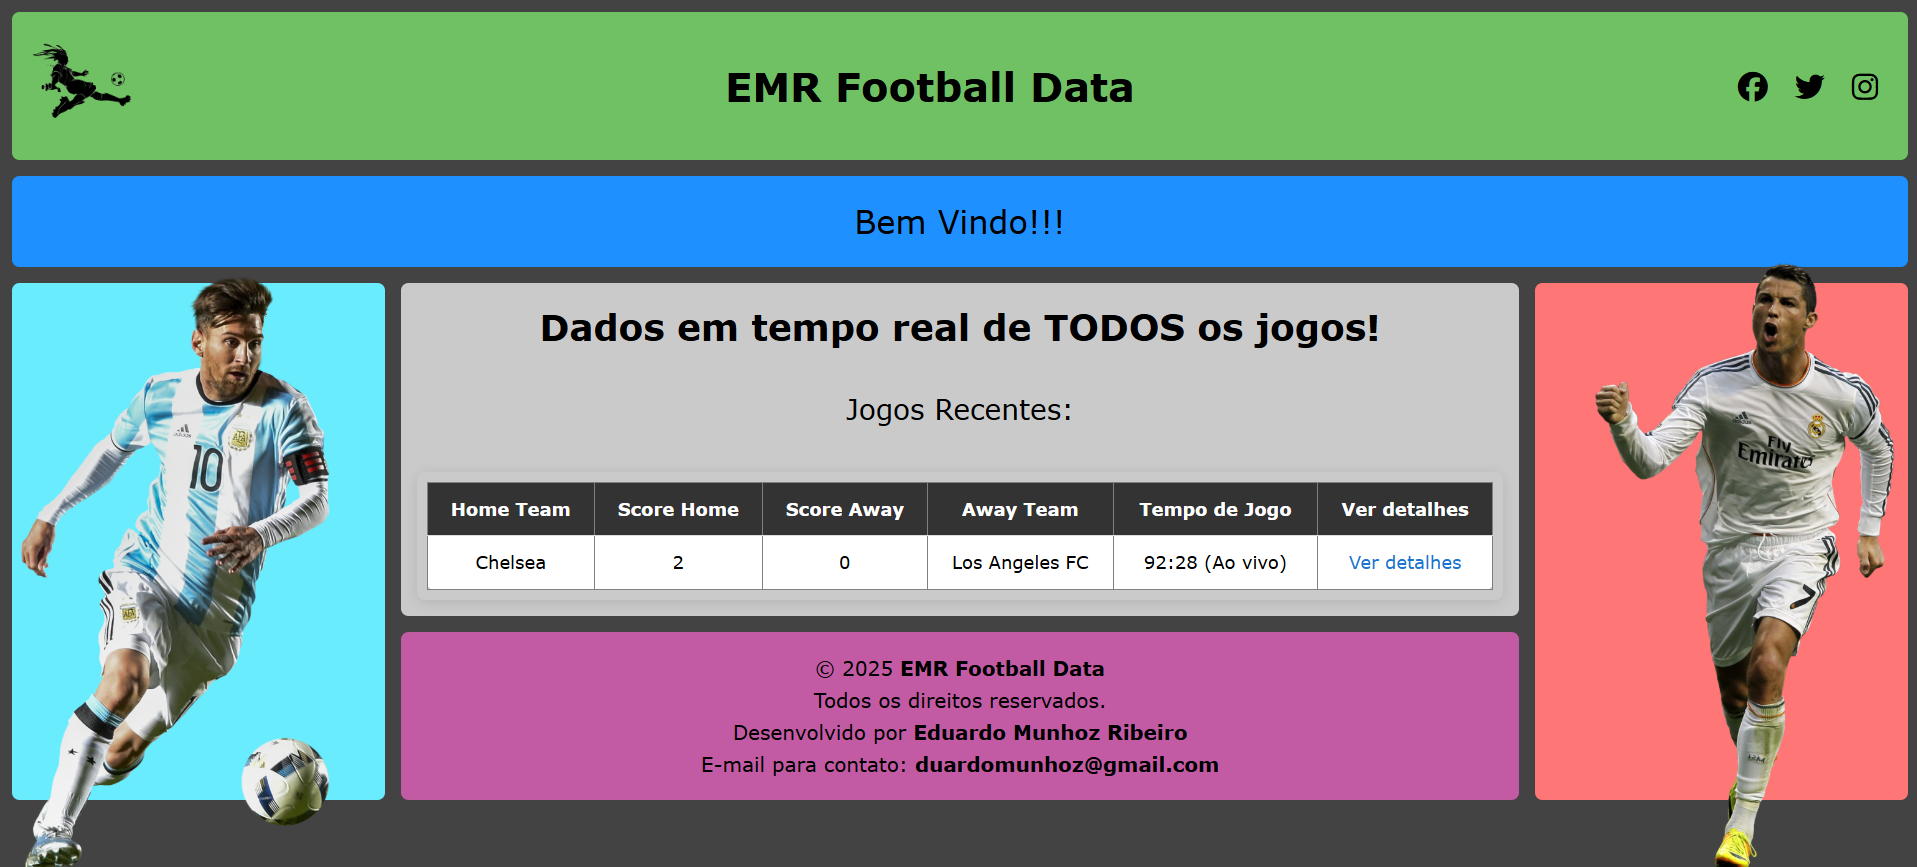 EMR Football Data
Bem Vindo!!!
Dados em tempo real de TODOS os jogos!
Jogos Recentes:
Home Team Score Home Score Away Away Team Tempo de Jogo Ver detalhes
Chelsea 2 0 Los Angeles FC 92:28 (Ao vivo) Ver detalhes
© 2025 EMR Football Data
Todos os direitos reservados.
Desenvolvido por Eduardo Munhoz Ribeiro
E-mail para contato: duardomunhoz@gmail.com
adidas
AFA
10
Fly
Emirates
7